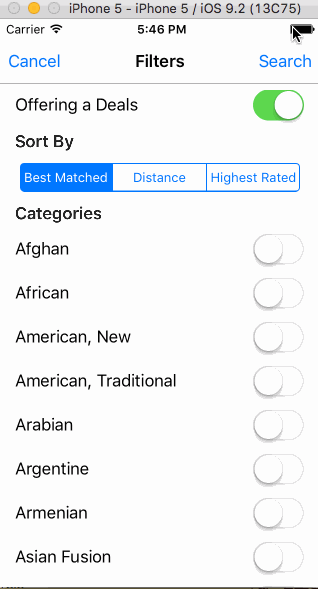 iPhone 5 - iPhone 5 / iOS 9.2 (13C75)
Carrier 5:46 PM
Cancel Filters Search
Offering a Deals
Sort By
Best Matched Distance Highest Rated
Categories
Afghan
African
American, New
American, Traditional
Arabian
Argentine
Armenian
Asian Fusion